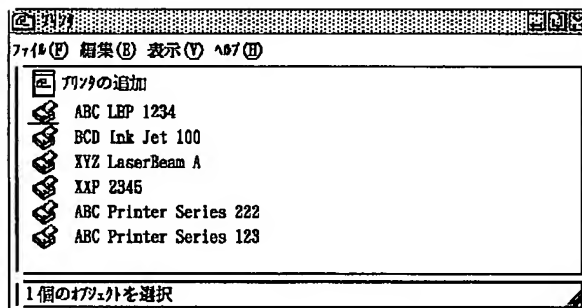 プリンタ
ファイル(F) 編集(E) 表示(V) ヘルプ(H)
プリンタの追加
ABC LBP 1234
BCD Ink Jet 100
XYZ LaserBeam A
XXP 2345
ABC Printer Series 222
ABC Printer Series 123
1個のオブジェクトを選択